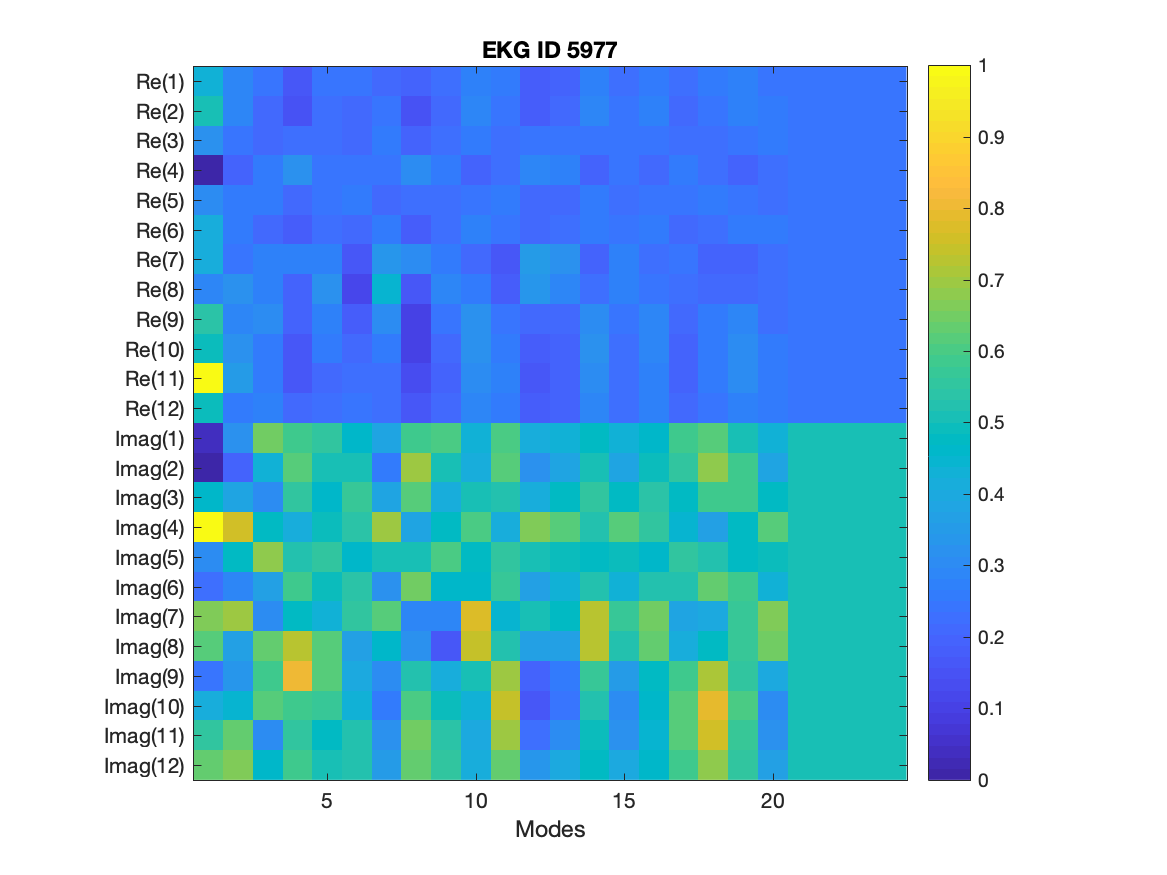 EKG ID 5977
Re(1)
Re(2)
Re(3)
Re(4)
Re(5)
Re(6)
Re(7)
Re(8)
Re(9)
Re(10)
Re(11)
Re(12)
Imag(1)
Imag(2)
Imag(3)
Imag(4)
Imag(5)
Imag(6)
Imag(7)
Imag(8)
Imag(9)
Imag(10)
Imag(11)
Imag(12)
5 10 15 20
Modes
1
0.9
0.8
0.7
0.6
0.5
0.4
0.3
0.2
0.1
0